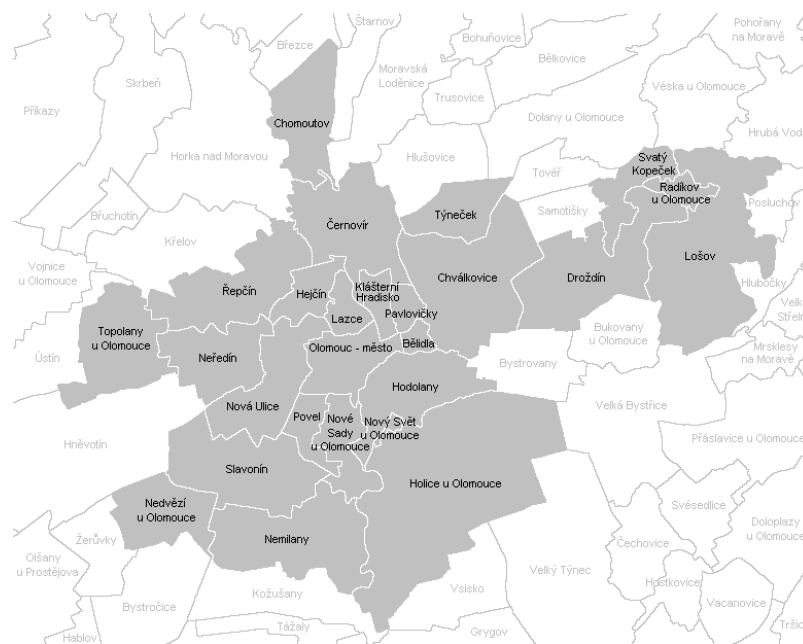 Štarnov
Pohořany
na Moravě
Bohuňovice
Březce
Bělkovice
Moravská
Loděnice
Skrbeň
Véska u Olomouce
Trusovice
Příkazy
Dolany u Olomouce
Hrubá Vod
Chomoutov
Horka nad Moravou
Hlušovice
Tovéř
Svatý
Kopeček
Radíkov
u Olomouce
Posluchov
Samotišky
Břuchotín
Týneček
Černovír
Křelov
Lošov
Vojnice
u Olomouce
Chválkovice
Droždín
Hlubočky
Řepčín
Hejčín
Klášterní
Hradisko
Velká
Střeln
Lazce
Pavlovičky
Topolany
u Olomouce
Bukovany
u Olomouce
Olomouc - město
Bělidla
Mrsklesy
na Moravě
Ústín
Neředín
Bystrovany
Hodolany
Nová Ulice
Povel
Nové
Sady
u Olomouce
Nový Svět
u Olomouce
Velká Bystřice
Hněvotín
Přáslavice u Olomouce
Slavonín
Holice u Olomouce
Nedvězí
u Olomouce
Svésedlice
Doloplazy
u Olomouce
Žerůvky
Nemilany
Čechovice
Olšany
u Prostějova
Velký Týnec
Hostkovice
Kožušany
Vsisko
Bystročice
Vacanovice
Tážaly
Grygov
Hablov
Tršic